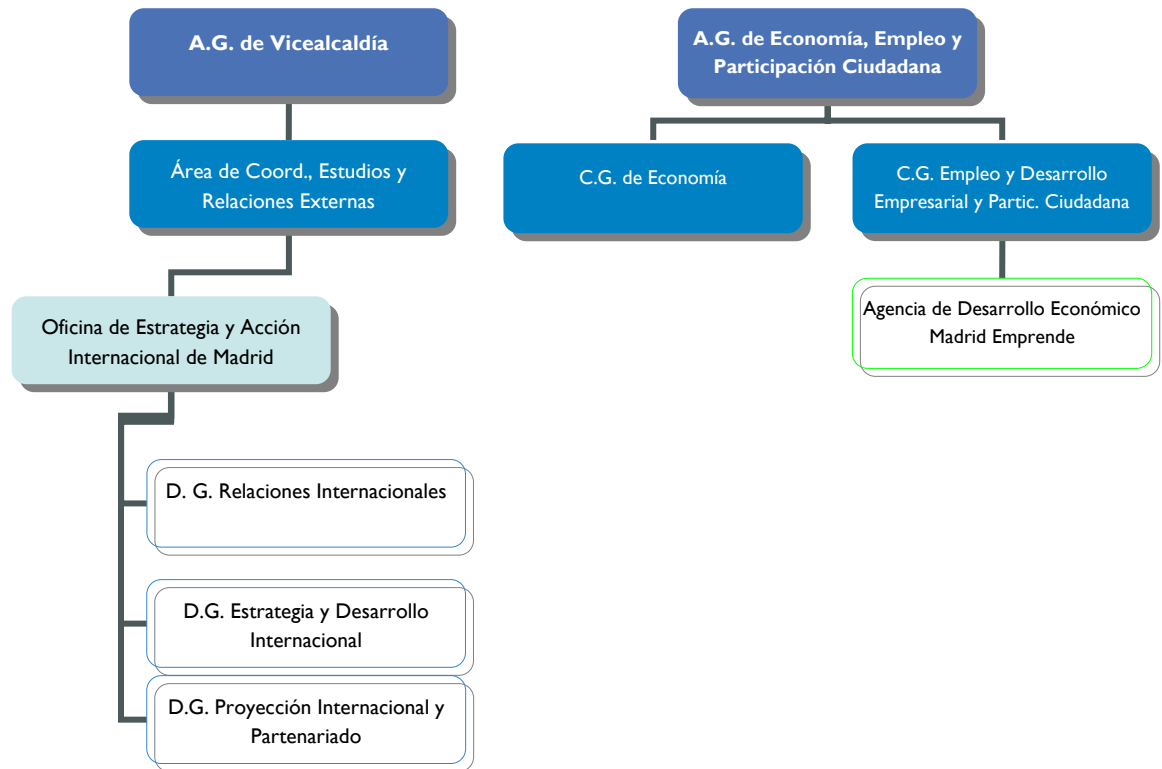 A.G. de Vicealcaldía
A.G. de Economía, Empleo y
Participación Ciudadana
Área de Coord., Estudios y
Relaciones Externas
C.G. de Economía
C.G. Empleo y Desarrollo
Empresarial y Partic. Ciudadana
Oficina de Estrategia y Acción
Internacional de Madrid
Agencia de Desarrollo Económico
Madrid Emprende
D. G. Relaciones Internacionales
D.G. Estrategia y Desarrollo
Internacional
D.G. Proyección Internacional y
Partenariado